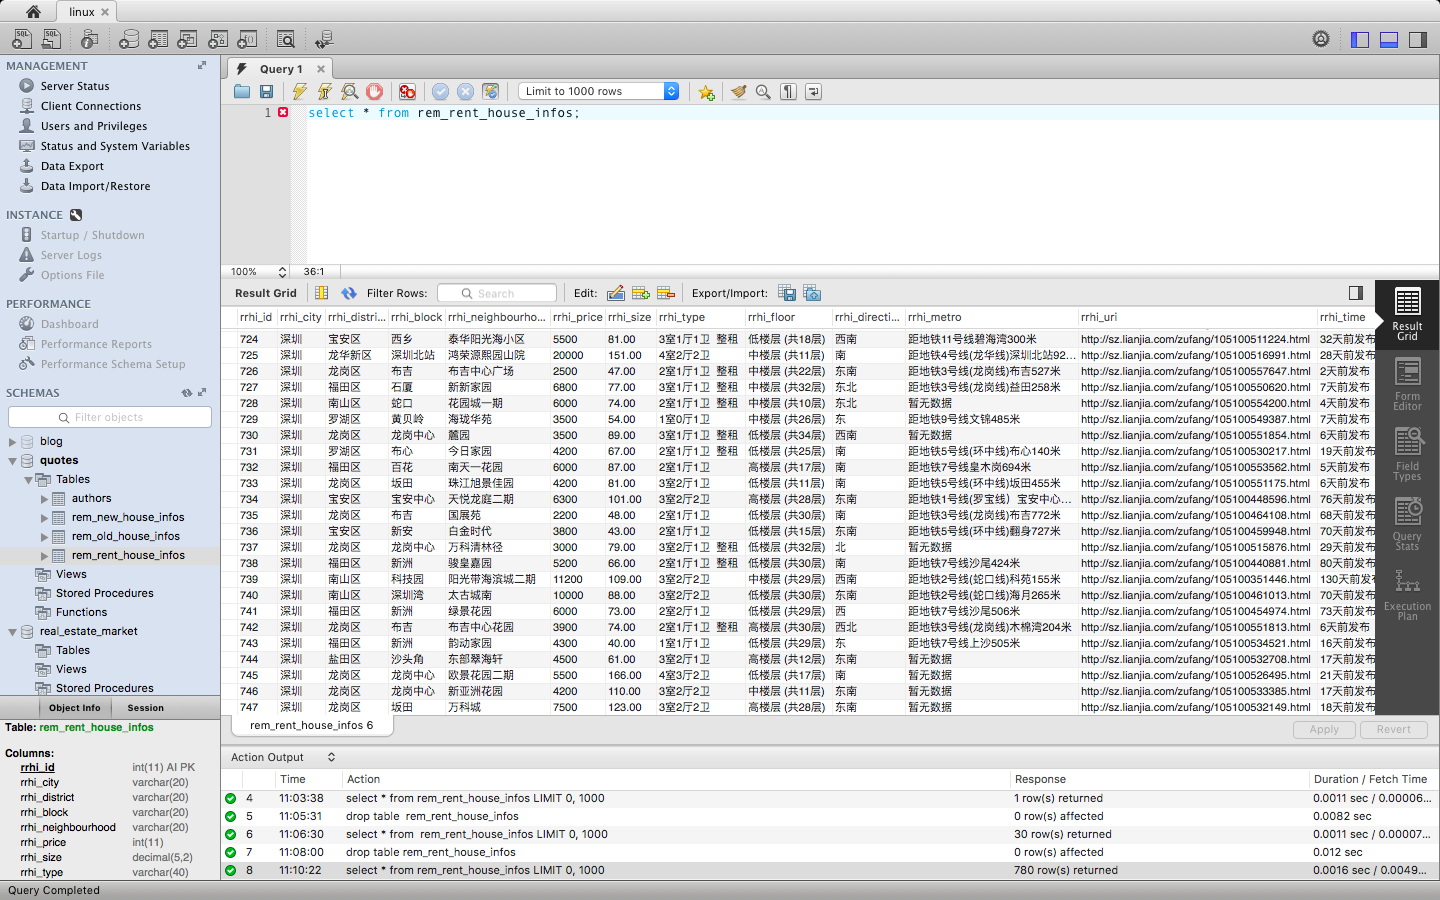 linux
MANAGEMENT
Server Status
Client Connections
Users and Privileges
Status and System Variables
Data Export
Data Import/Restore
INSTANCE
Startup / Shutdown
Server Logs
Options File
PERFORMANCE
Dashboard
Performance Reports
Performance Schema Setup
SCHEMAS
Filter objects
blog
quotes
Tables
authors
rem_new_house_infos
rem_old_house_infos
rem_rent_house_infos
Views
Stored Procedures
Functions
real_estate_market
Tables
Views
Stored Procedures
Object Info Session
Table: rem_rent_house_infos
Columns:
rrhi_id int(11) AI PK
rrhi_city varchar(20)
rrhi_district varchar(20)
rrhi_block varchar(20)
rrhi_neighbourhood varchar(20)
rrhi_price int(11)
rrhi_size decimal(5,2)
rrhi_type varchar(40)
Query Completed
Query 1
Limit to 1000 rows
1 select * from rem_rent_house_infos;
100% 36:1
Result Grid Filter Rows: Search Edit: Export/Import:
rrhi_id rrhi_city rrhi_distri... rrhi_block rrhi_neighbourho... rrhi_price rrhi_size rrhi_type rrhi_floor rrhi_directi... rrhi_metro rrhi_uri rrhi_time
724 深圳 宝安区 西乡 泰华阳光海小区 5500 81.00 3室1厅1卫 整租 低楼层 (共18层) 西南 距地铁11号线碧海湾300米 http://sz.lianjia.com/zufang/105100511224.html 32天前发布
725 深圳 龙华新区 深圳北站 鸿荣源熙园山院 20000 151.00 4室2厅2卫 中楼层 (共11层) 南 距地铁4号线(龙华线)深圳北站92... http://sz.lianjia.com/zufang/105100516991.html 28天前发布
726 深圳 龙岗区 布吉 布吉中心广场 2500 47.00 2室1厅1卫 整租 中楼层 (共22层) 东南 距地铁3号线(龙岗线)布吉527米 http://sz.lianjia.com/zufang/105100557647.html 2天前发布
727 深圳 福田区 石厦 新新家园 6800 77.00 3室1厅1卫 整租 中楼层 (共32层) 东北 距地铁3号线(龙岗线)益田258米 http://sz.lianjia.com/zufang/105100550620.html 7天前发布
728 深圳 南山区 蛇口 花园城一期 6000 74.00 2室1厅1卫 整租 中楼层 (共10层) 东北 暂无数据 http://sz.lianjia.com/zufang/105100554200.html 4天前发布
729 深圳 罗湖区 黄贝岭 海珑华苑 3500 54.00 1室0厅1卫 中楼层 (共26层) 东 距地铁9号线文锦485米 http://sz.lianjia.com/zufang/105100549387.html 7天前发布
730 深圳 龙岗区 龙岗中心 麓园 3500 89.00 3室1厅1卫 整租 低楼层 (共34层) 西南 暂无数据 http://sz.lianjia.com/zufang/105100551854.html 6天前发布
731 深圳 罗湖区 布心 今日家园 4200 67.00 2室2厅1卫 整租 低楼层 (共25层) 南 距地铁5号线(环中线)布心140米 http://sz.lianjia.com/zufang/105100530217.html 19天前发布
732 深圳 福田区 百花 南天一花园 6000 87.00 3室2厅1卫 高楼层 (共17层) 南 距地铁7号线皇木岗694米 http://sz.lianjia.com/zufang/105100553562.html 5天前发布
733 深圳 龙岗区 坂田 珠江旭景佳园 4200 81.00 3室2厅1卫 高楼层 (共11层) 南 距地铁5号线(环中线)坂田455米 http://sz.lianjia.com/zufang/105100551175.html 6天前发布
734 深圳 宝安区 宝安中心 天悦龙庭二期 6300 101.00 3室2厅2卫 高楼层 (共28层) 东南 距地铁1号线(罗宝线）宝安中心... http://sz.lianjia.com/zufang/105100448596.html 76天前发布
735 深圳 龙岗区 布吉 国展苑 2200 48.00 2室1厅1卫 高楼层 (共30层) 南 距地铁3号线(龙岗线)布吉772米 http://sz.lianjia.com/zufang/105100464108.html 68天前发布
736 深圳 宝安区 新安 白金时代 3800 43.00 2室1厅1卫 低楼层 (共15层) 东南 距地铁5号线(环中线)翻身727米 http://sz.lianjia.com/zufang/105100459948.html 70天前发布
737 深圳 龙岗区 龙岗中心 万科清林径 3000 79.00 3室2厅1卫 整租 低楼层 (共32层) 北 暂无数据 http://sz.lianjia.com/zufang/105100515876.html 29天前发布
738 深圳 福田区 新洲 骏皇嘉园 5200 66.00 2室2厅1卫 整租 低楼层 (共30层) 南 距地铁7号线沙尾424米 http://sz.lianjia.com/zufang/105100440881.html 80天前发布
739 深圳 南山区 科技园 阳光带海滨城二期 11200 109.00 3室2厅2卫 中楼层 (共29层) 西南 距地铁2号线(蛇口线)科苑155米 http://sz.lianjia.com/zufang/105100351446.html 130天前发布
740 深圳 南山区 深圳湾 太古城南 10000 88.00 3室2厅2卫 低楼层 (共30层) 东南 距地铁2号线(蛇口线)海月265米 http://sz.lianjia.com/zufang/105100461013.html 70天前发布
741 深圳 福田区 新洲 绿景花园 6000 73.00 2室2厅1卫 低楼层 (共29层) 西 距地铁7号线沙尾506米 http://sz.lianjia.com/zufang/105100454974.html 73天前发布
742 深圳 龙岗区 布吉 布吉中心花园 3900 74.00 2室1厅1卫 整租 高楼层 (共30层) 西北 距地铁3号线(龙岗线)木棉湾204米 http://sz.lianjia.com/zufang/105100551813.html 6天前发布
743 深圳 福田区 新洲 韵动家园 4300 40.00 1室1厅1卫 低楼层 (共29层) 东 距地铁7号线上沙505米 http://sz.lianjia.com/zufang/105100534521.html 16天前发布
744 深圳 盐田区 沙头角 东部翠海轩 4500 61.00 3室2厅1卫 高楼层 (共12层) 东南 暂无数据 http://sz.lianjia.com/zufang/105100532708.html 17天前发布
745 深圳 龙岗区 龙岗中心 欧景花园二期 5500 166.00 4室3厅2卫 低楼层 (共17层) 南 暂无数据 http://sz.lianjia.com/zufang/105100526495.html 21天前发布
746 深圳 龙岗区 龙岗中心 新亚洲花园 4200 110.00 3室2厅2卫 中楼层 (共11层) 东南 暂无数据 http://sz.lianjia.com/zufang/105100533385.html 17天前发布
747 深圳 龙岗区 坂田 万科城 7500 123.00 3室2厅2卫 高楼层 (共28层) 东南 暂无数据 http://sz.lianjia.com/zufang/105100532149.html 18天前发布
Result Grid
Form Editor
Field Types
Query Stats
Execution Plan
rem_rent_house_infos 6 Apply Revert
Action Output
Time Action Response Duration / Fetch Time
4 11:03:38 select * from rem_rent_house_infos LIMIT 0, 1000 1 row(s) returned 0.0011 sec / 0.00006...
5 11:05:31 drop table rem_rent_house_infos 0 row(s) affected 0.0082 sec
6 11:06:30 select * from rem_rent_house_infos LIMIT 0, 1000 30 row(s) returned 0.0011 sec / 0.00007...
7 11:08:00 drop table rem_rent_house_infos 0 row(s) affected 0.012 sec
8 11:10:22 select * from rem_rent_house_infos LIMIT 0, 1000 780 row(s) returned 0.0016 sec / 0.0049...